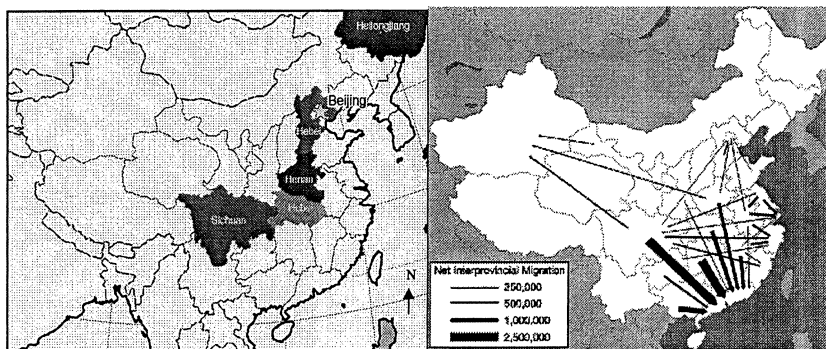 Heilongjiang
Beijing
Hebei
Henan
Hubei
Sichuan
N
Net Interprovincial Migration
250,000
500,000
1,000,000
2,500,000